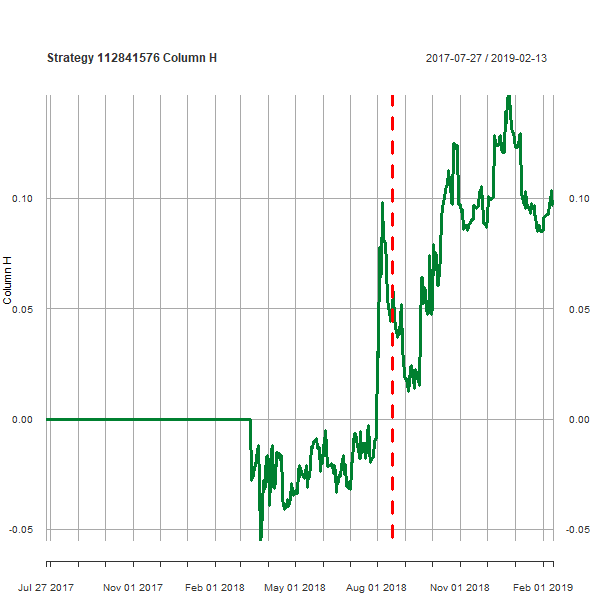 Strategy 112841576 Column H
2017-07-27 / 2019-02-13
Column H
0.10
0.10
0.05
0.05
0.00
0.00
-0.05
-0.05
Jul 27 2017
Nov 01 2017
Feb 01 2018
May 01 2018
Aug 01 2018
Nov 01 2018
Feb 01 2019